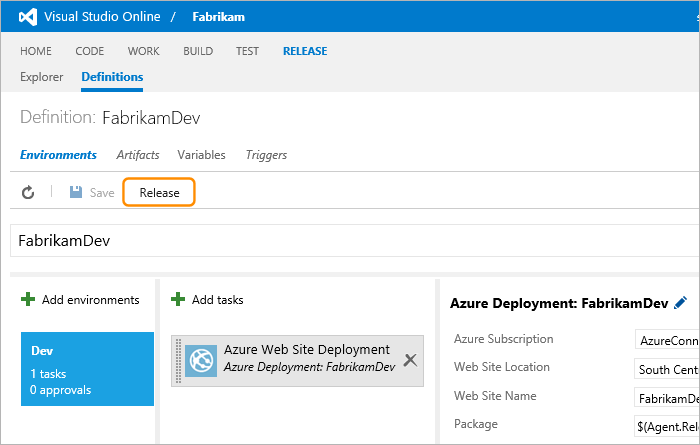 Visual Studio Online / Fabrikam
HOME CODE WORK BUILD TEST RELEASE
Explorer Definitions
Definition: FabrikamDev
Environments Artifacts Variables Triggers
Save Release
FabrikamDev
Add environments
Dev
1 tasks
0 approvals
Add tasks
Azure Web Site Deployment
Azure Deployment: FabrikamDev
Azure Deployment: FabrikamDev
Azure Subscription AzureConn
Web Site Location South Cent
Web Site Name FabrikamDe
Package $(Agent.Rele